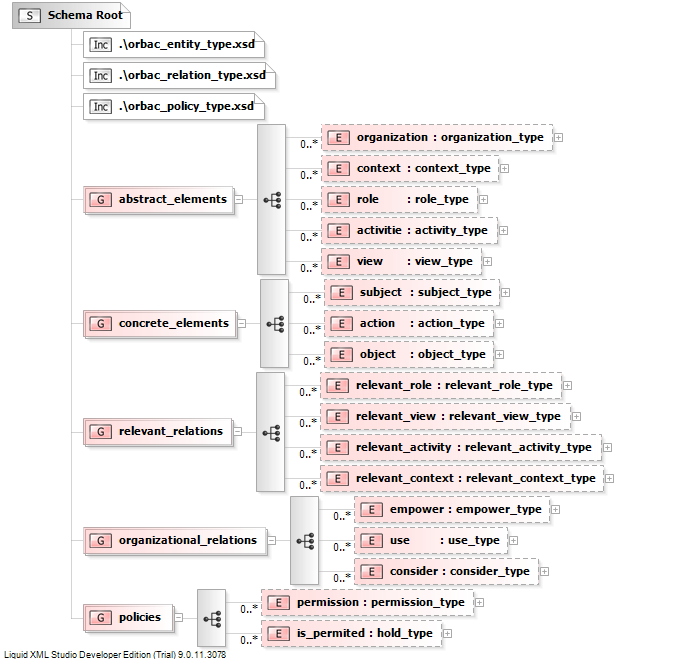 S Schema Root
Inc .\orbac_entity_type.xsd
Inc .\orbac_relation_type.xsd
Inc .\orbac_policy_type.xsd
G abstract_elements
0..* E organization : organization_type
0..* E context : context_type
0..* E role : role_type
0..* E activitie : activity_type
0..* E view : view_type
G concrete_elements
0..* E subject : subject_type
0..* E action : action_type
0..* E object : object_type
G relevant_relations
0..* E relevant_role : relevant_role_type
0..* E relevant_view : relevant_view_type
0..* E relevant_activity : relevant_activity_type
0..* E relevant_context : relevant_context_type
G organizational_relations
0..* E empower : empower_type
0..* E use : use_type
0..* E consider : consider_type
G policies
0..* E permission : permission_type
0..* E is_permited : hold_type
Liquid XML Studio Developer Edition (Trial) 9.0.11.3078